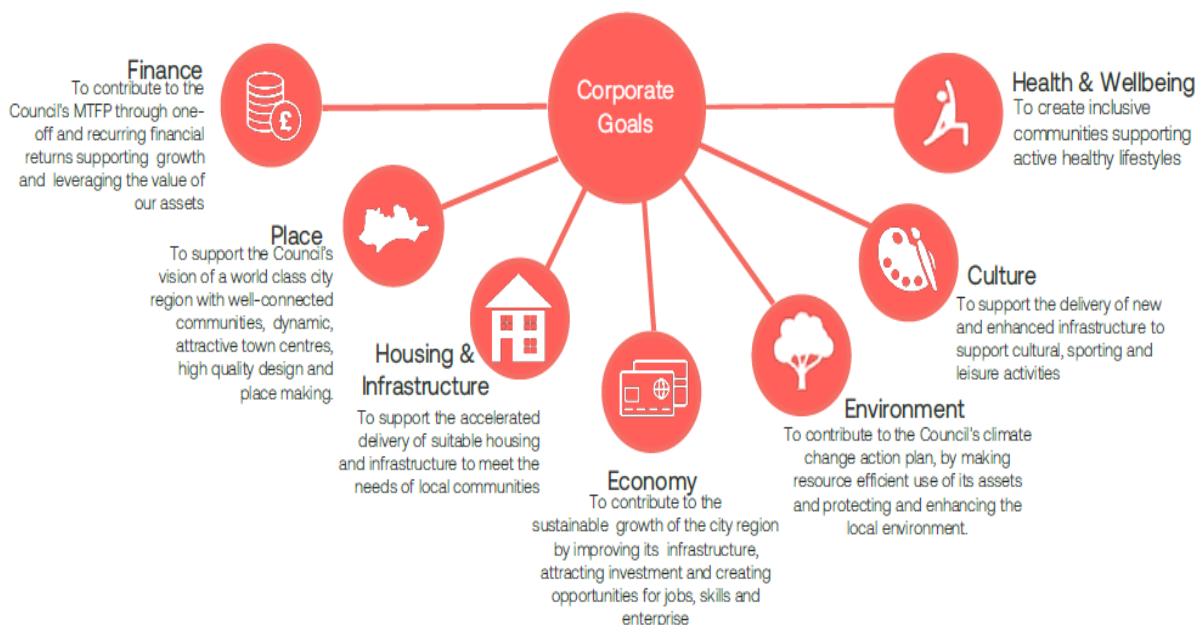 Corporate
Goals
Finance
To contribute to the
Council's MTFP through one-
off and recurring financial
returns supporting growth
and leveraging the value of
our assets
£
Place
To support the Council's
vision of a world class city
region with well-connected
communities, dynamic,
attractive town centres,
high quality design and
place making.
Housing &
Infrastructure
To support the accelerated
delivery of suitable housing
and infrastructure to meet the
needs of local communities
Economy
To contribute to the
sustainable growth of the city region
by improving its infrastructure,
attracting investment and creating
opportunities for jobs, skills and
enterprise
Environment
To contribute to the Council's climate
change action plan, by making
resource efficient use of its assets
and protecting and enhancing the
local environment.
Culture
To support the delivery of new
and enhanced infrastructure to
support cultural, sporting and
leisure activities
Health & Wellbeing
To create inclusive
communities supporting
active healthy lifestyles